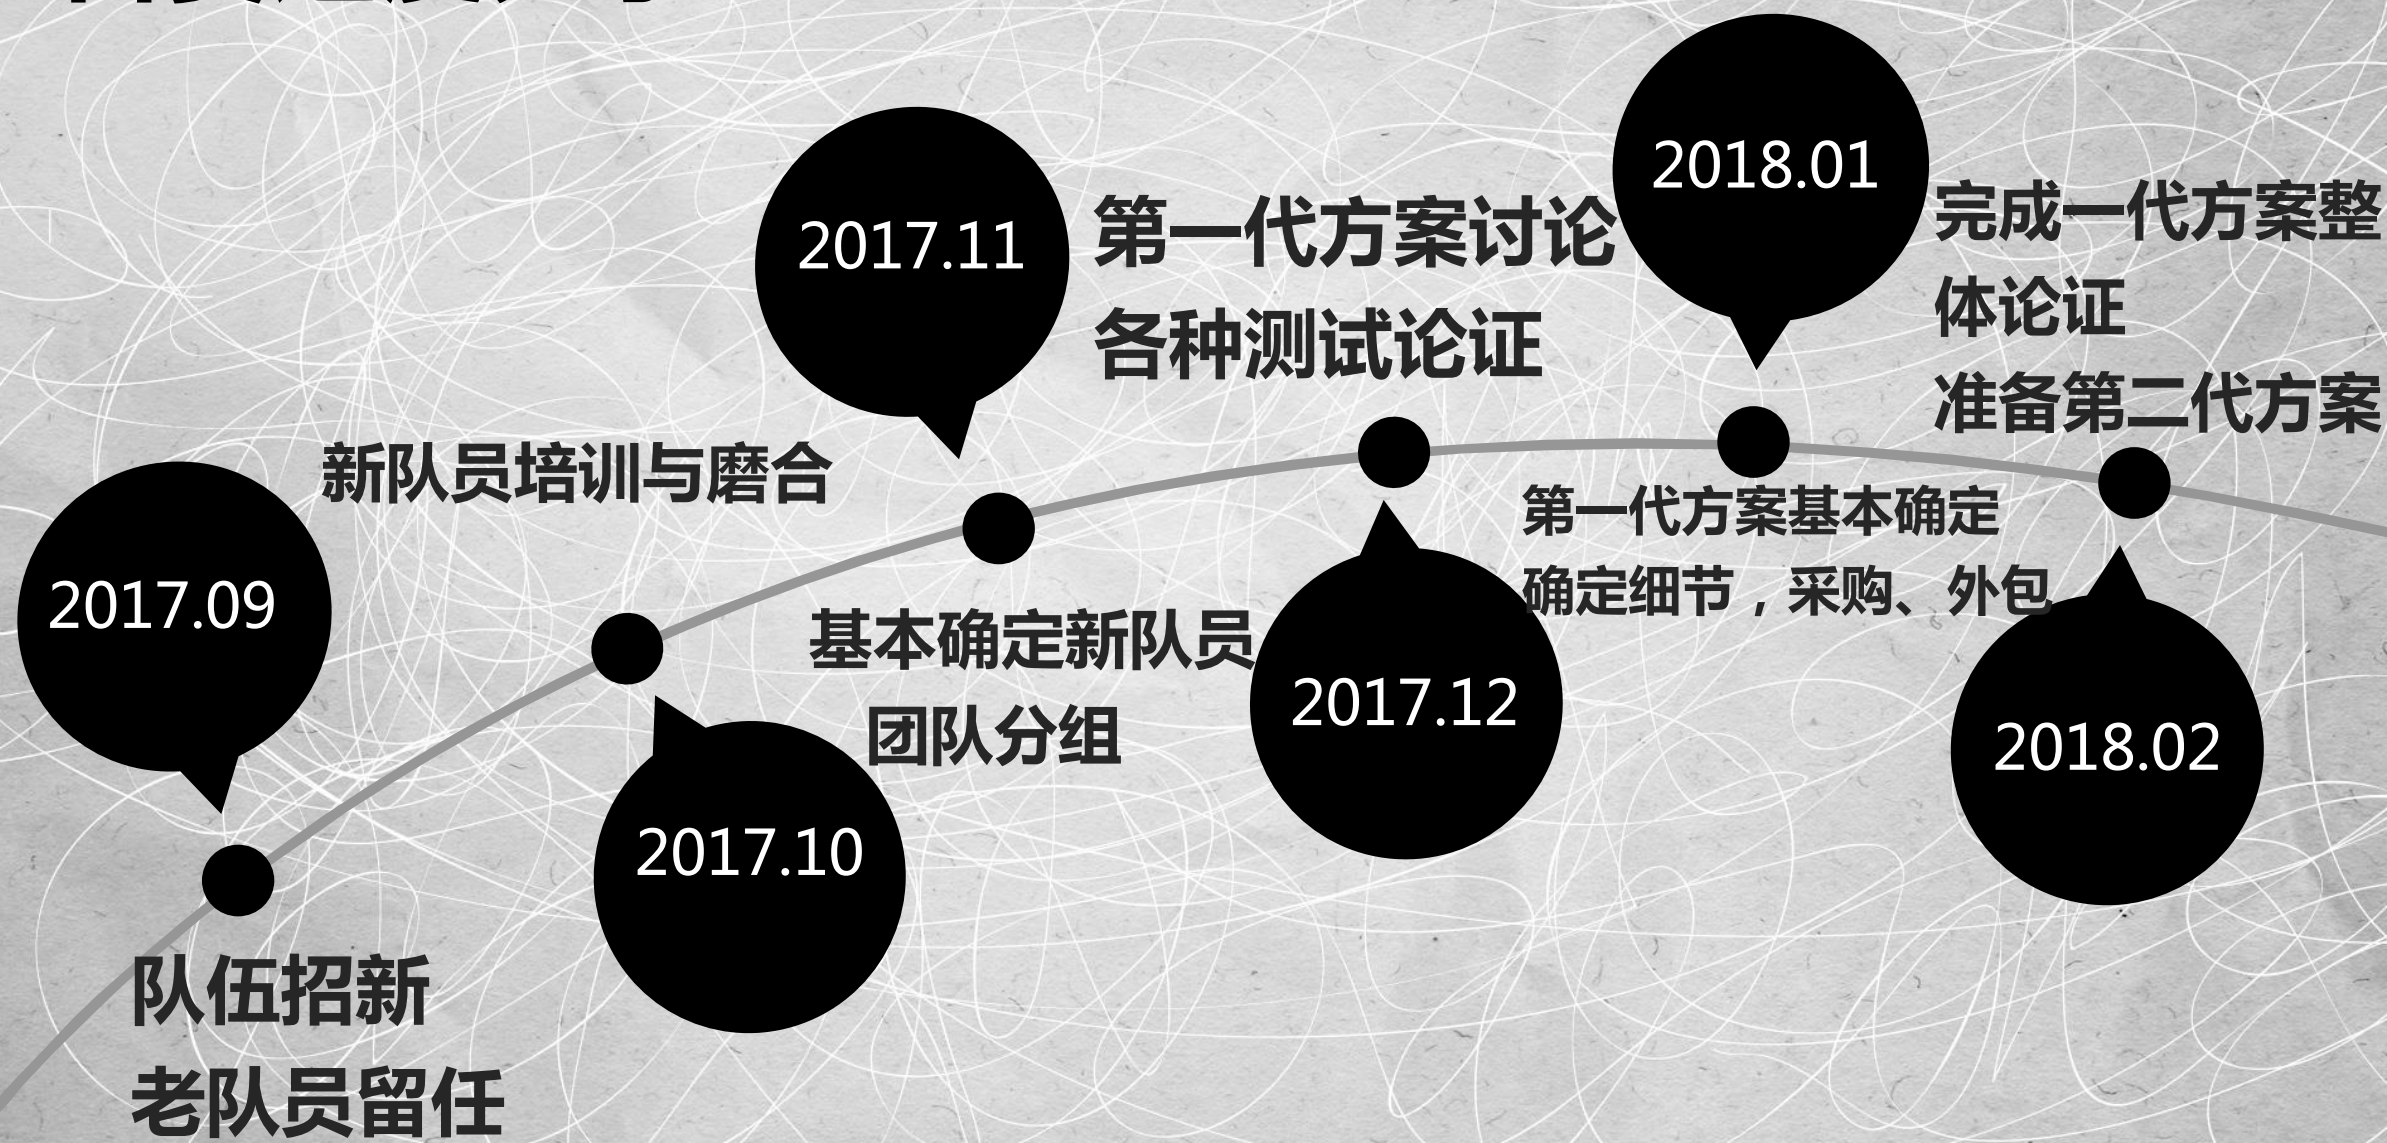 2017.09
队伍招新
老队员留任
新队员培训与磨合
2017.10
2017.11
基本确定新队员
团队分组
第一代方案讨论
各种测试论证
2017.12
2018.01
第一代方案基本确定
确定细节，采购、外包
完成一代方案整
体论证
准备第二代方案
2018.02